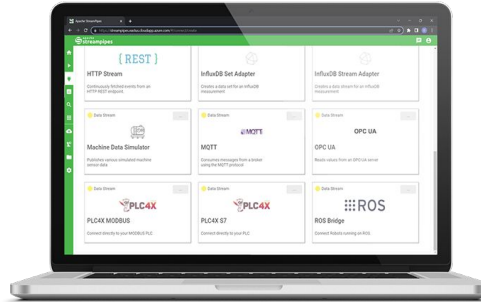 Apache StreamPipes
streampipes
{ REST }
HTTP Stream
InfluxDB Set Adapter
InfluxDB Stream Adapter
Continuously fetched events from an
Creates a data set for an InfluxDB
Creates a data stream for an InfluxDB
HTTP REST endpoint
measurement
measurement
Data Stream
Data Stream
Data Stream
MQTT
OPC UA
Machine Data Simulator
MQTT
OPC UA
Publishes various simulated machine
Consumes messages from a broker
Reads values from an OPC-UA server
sensor data
using the MQTT protocol
Data Stream
Data Stream
Data Stream
PLC4X
PLC4X
ROS
PLC4X MODBUS
PLC4X S7
ROS Bridge
Connect directly to your MODBUS PLC
Connect directly to your PLC
Connect Robots running on ROS